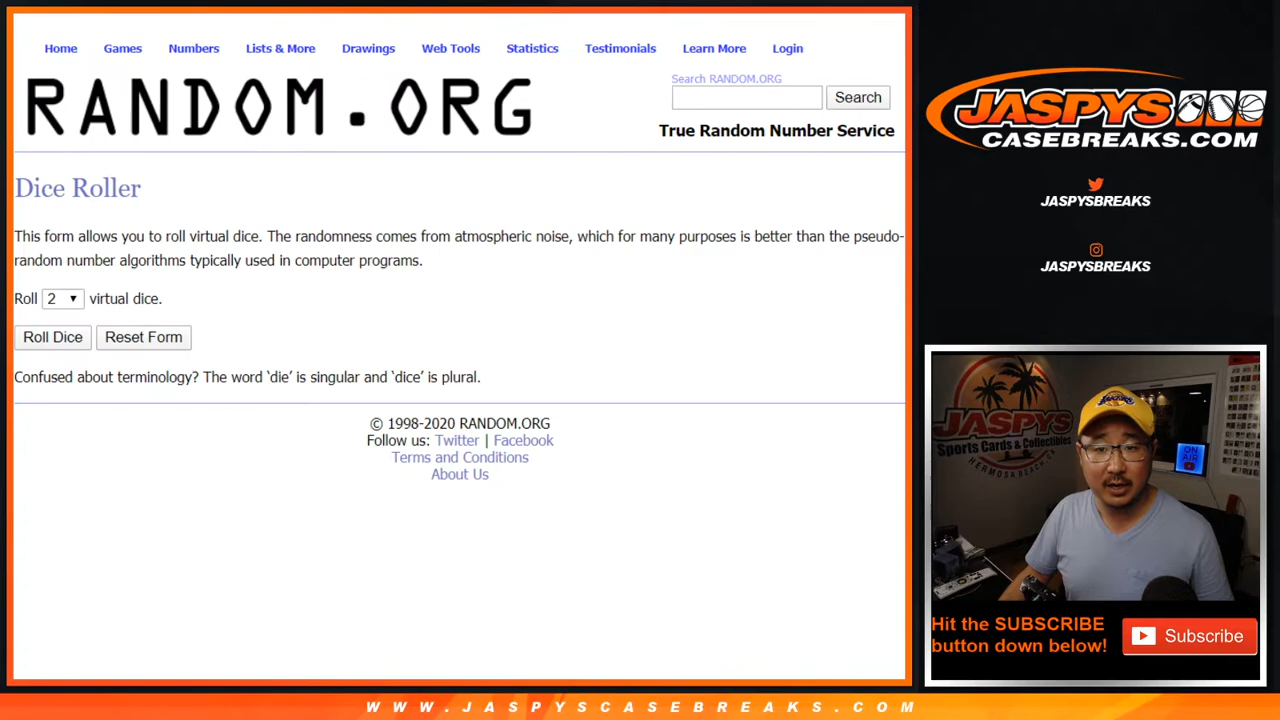 Home Games Numbers Lists & More Drawings Web Tools Statistics Testimonials Learn More Login
RANDOM.ORG
Search RANDOM.ORG
Search
True Random Number Service
Dice Roller
This form allows you to roll virtual dice. The randomness comes from atmospheric noise, which for many purposes is better than the pseudo-
random number algorithms typically used in computer programs.
Roll 2 virtual dice.
Roll Dice Reset Form
Confused about terminology? The word ‘die’ is singular and ‘dice’ is plural.
© 1998-2020 RANDOM.ORG
Follow us: Twitter | Facebook
Terms and Conditions
About Us
JASPYS
CASEBREAKS.COM
JASPYSBREAKS
JASPYSBREAKS
JASPYS
Sports Cards & Collectibles
HERMOSA BEACH, CA
ON
AIR
Hit the SUBSCRIBE
button down below!
Subscribe
WWW.JASPYSCASEBREAKS.COM